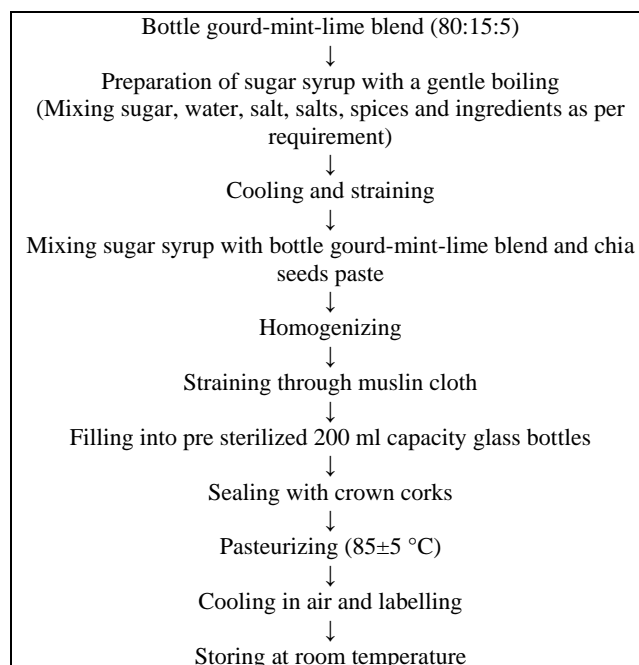 Bottle gourd-mint-lime blend (80:15:5)
↓
Preparation of sugar syrup with a gentle boiling
(Mixing sugar, water, salt, salts, spices and ingredients as per
requirement)
↓
Cooling and straining
↓
Mixing sugar syrup with bottle gourd-mint-lime blend and chia
seeds paste
↓
Homogenizing
↓
Straining through muslin cloth
↓
Filling into pre sterilized 200 ml capacity glass bottles
↓
Sealing with crown corks
↓
Pasteurizing (85±5 °C)
↓
Cooling in air and labelling
↓
Storing at room temperature